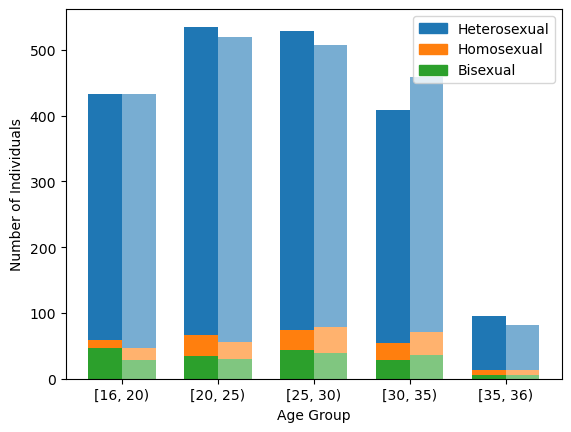 Heterosexual
Homosexual
Bisexual
Number of Individuals
500
400
300
200
100
0
[16, 20) [20, 25) [25, 30) [30, 35) [35, 36)
Age Group